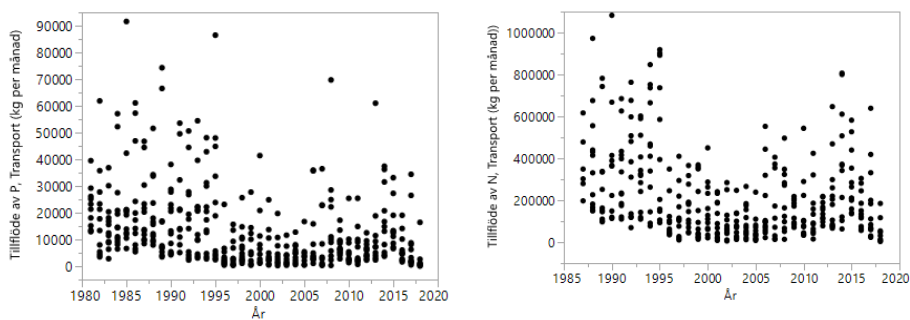 90000
80000
70000
60000
50000
40000
30000
20000
10000
0
Tillflöde av P, Transport (kg per månad)
1980 1985 1990 1995 2000 2005 2010 2015 2020
År
1000000
800000
600000
400000
200000
0
Tillflöde av N, Transport (kg per månad))
1985 1990 1995 2000 2005 2010 2015 2020
År